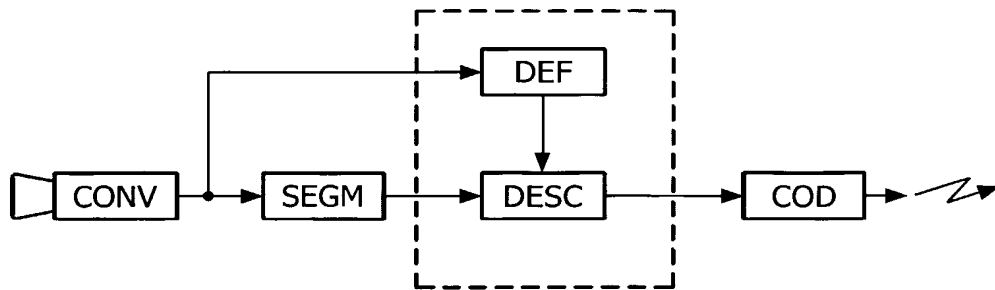 DEF
CONV
SEGM
DESC
COD